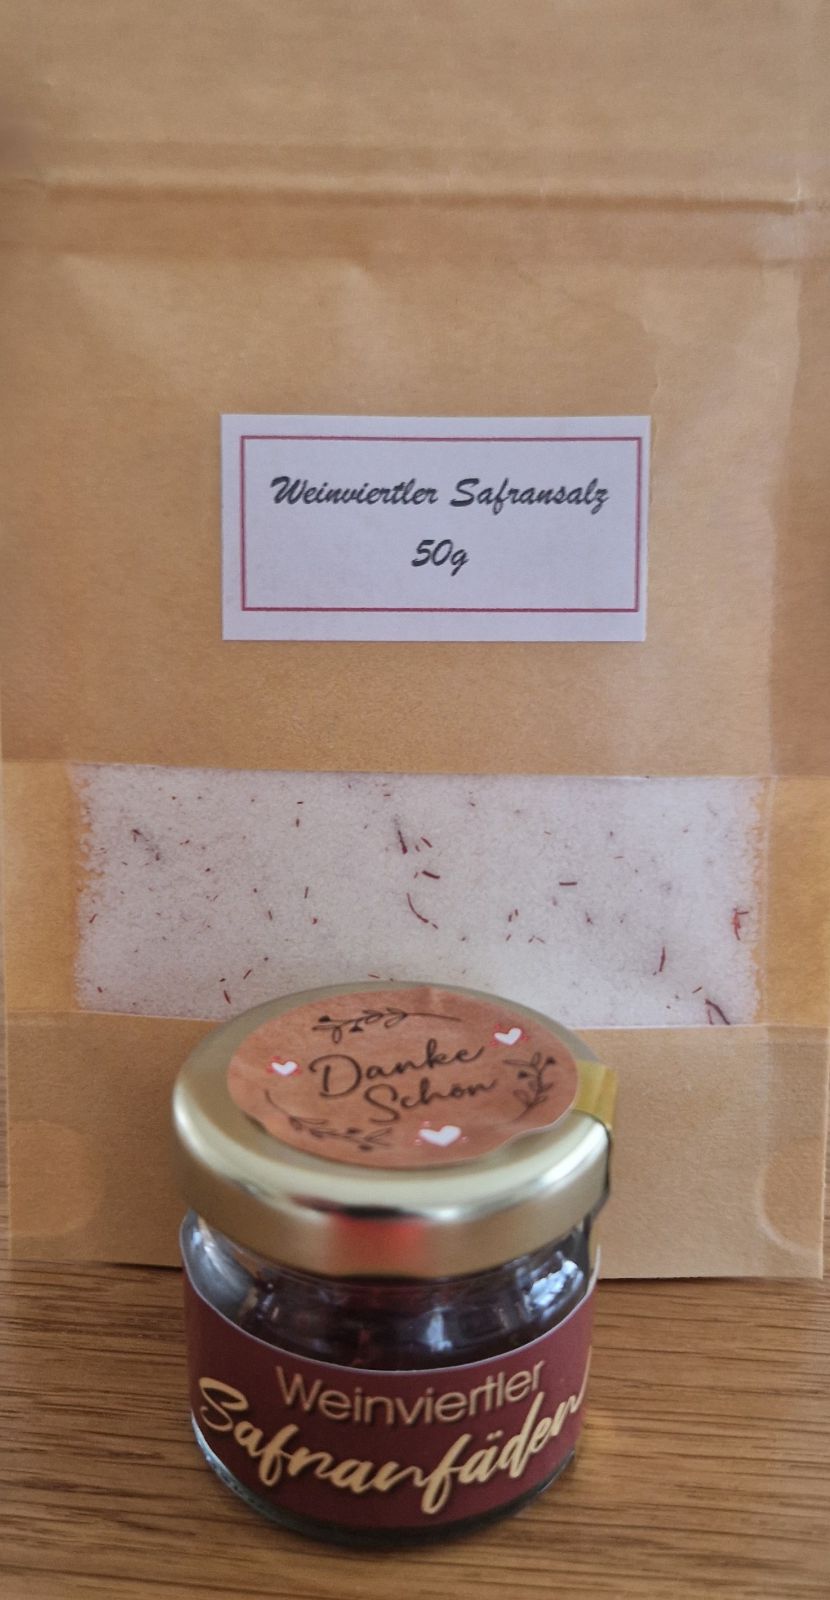 Weinviertler Safransalz
50g
Danke
Schön
Weinviertler
Safranfäden